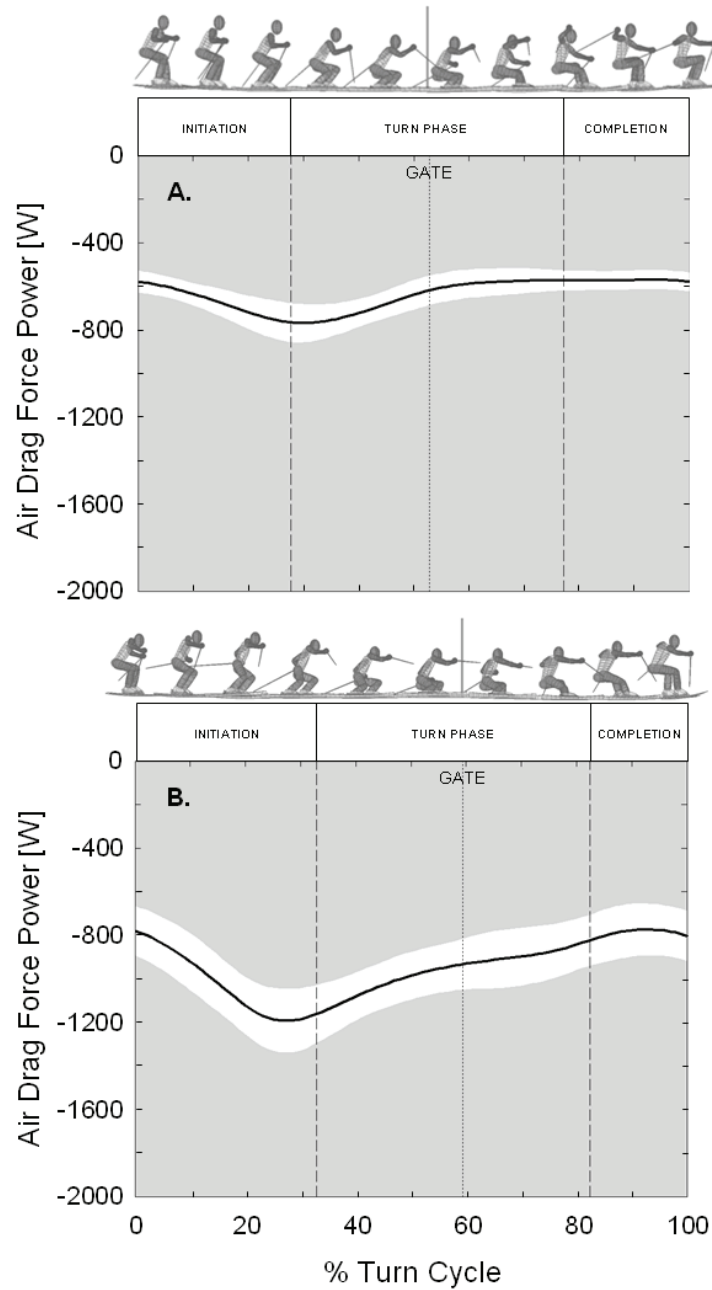 INITIATION TURN PHASE COMPLETION
0
GATE
A.
-400
-800
-1200
-1600
-2000
Air Drag Force Power [W]
INITIATION TURN PHASE COMPLETION
0
GATE
B.
-400
-800
-1200
-1600
-2000
Air Drag Force Power [W]
0 20 40 60 80 100
% Turn Cycle